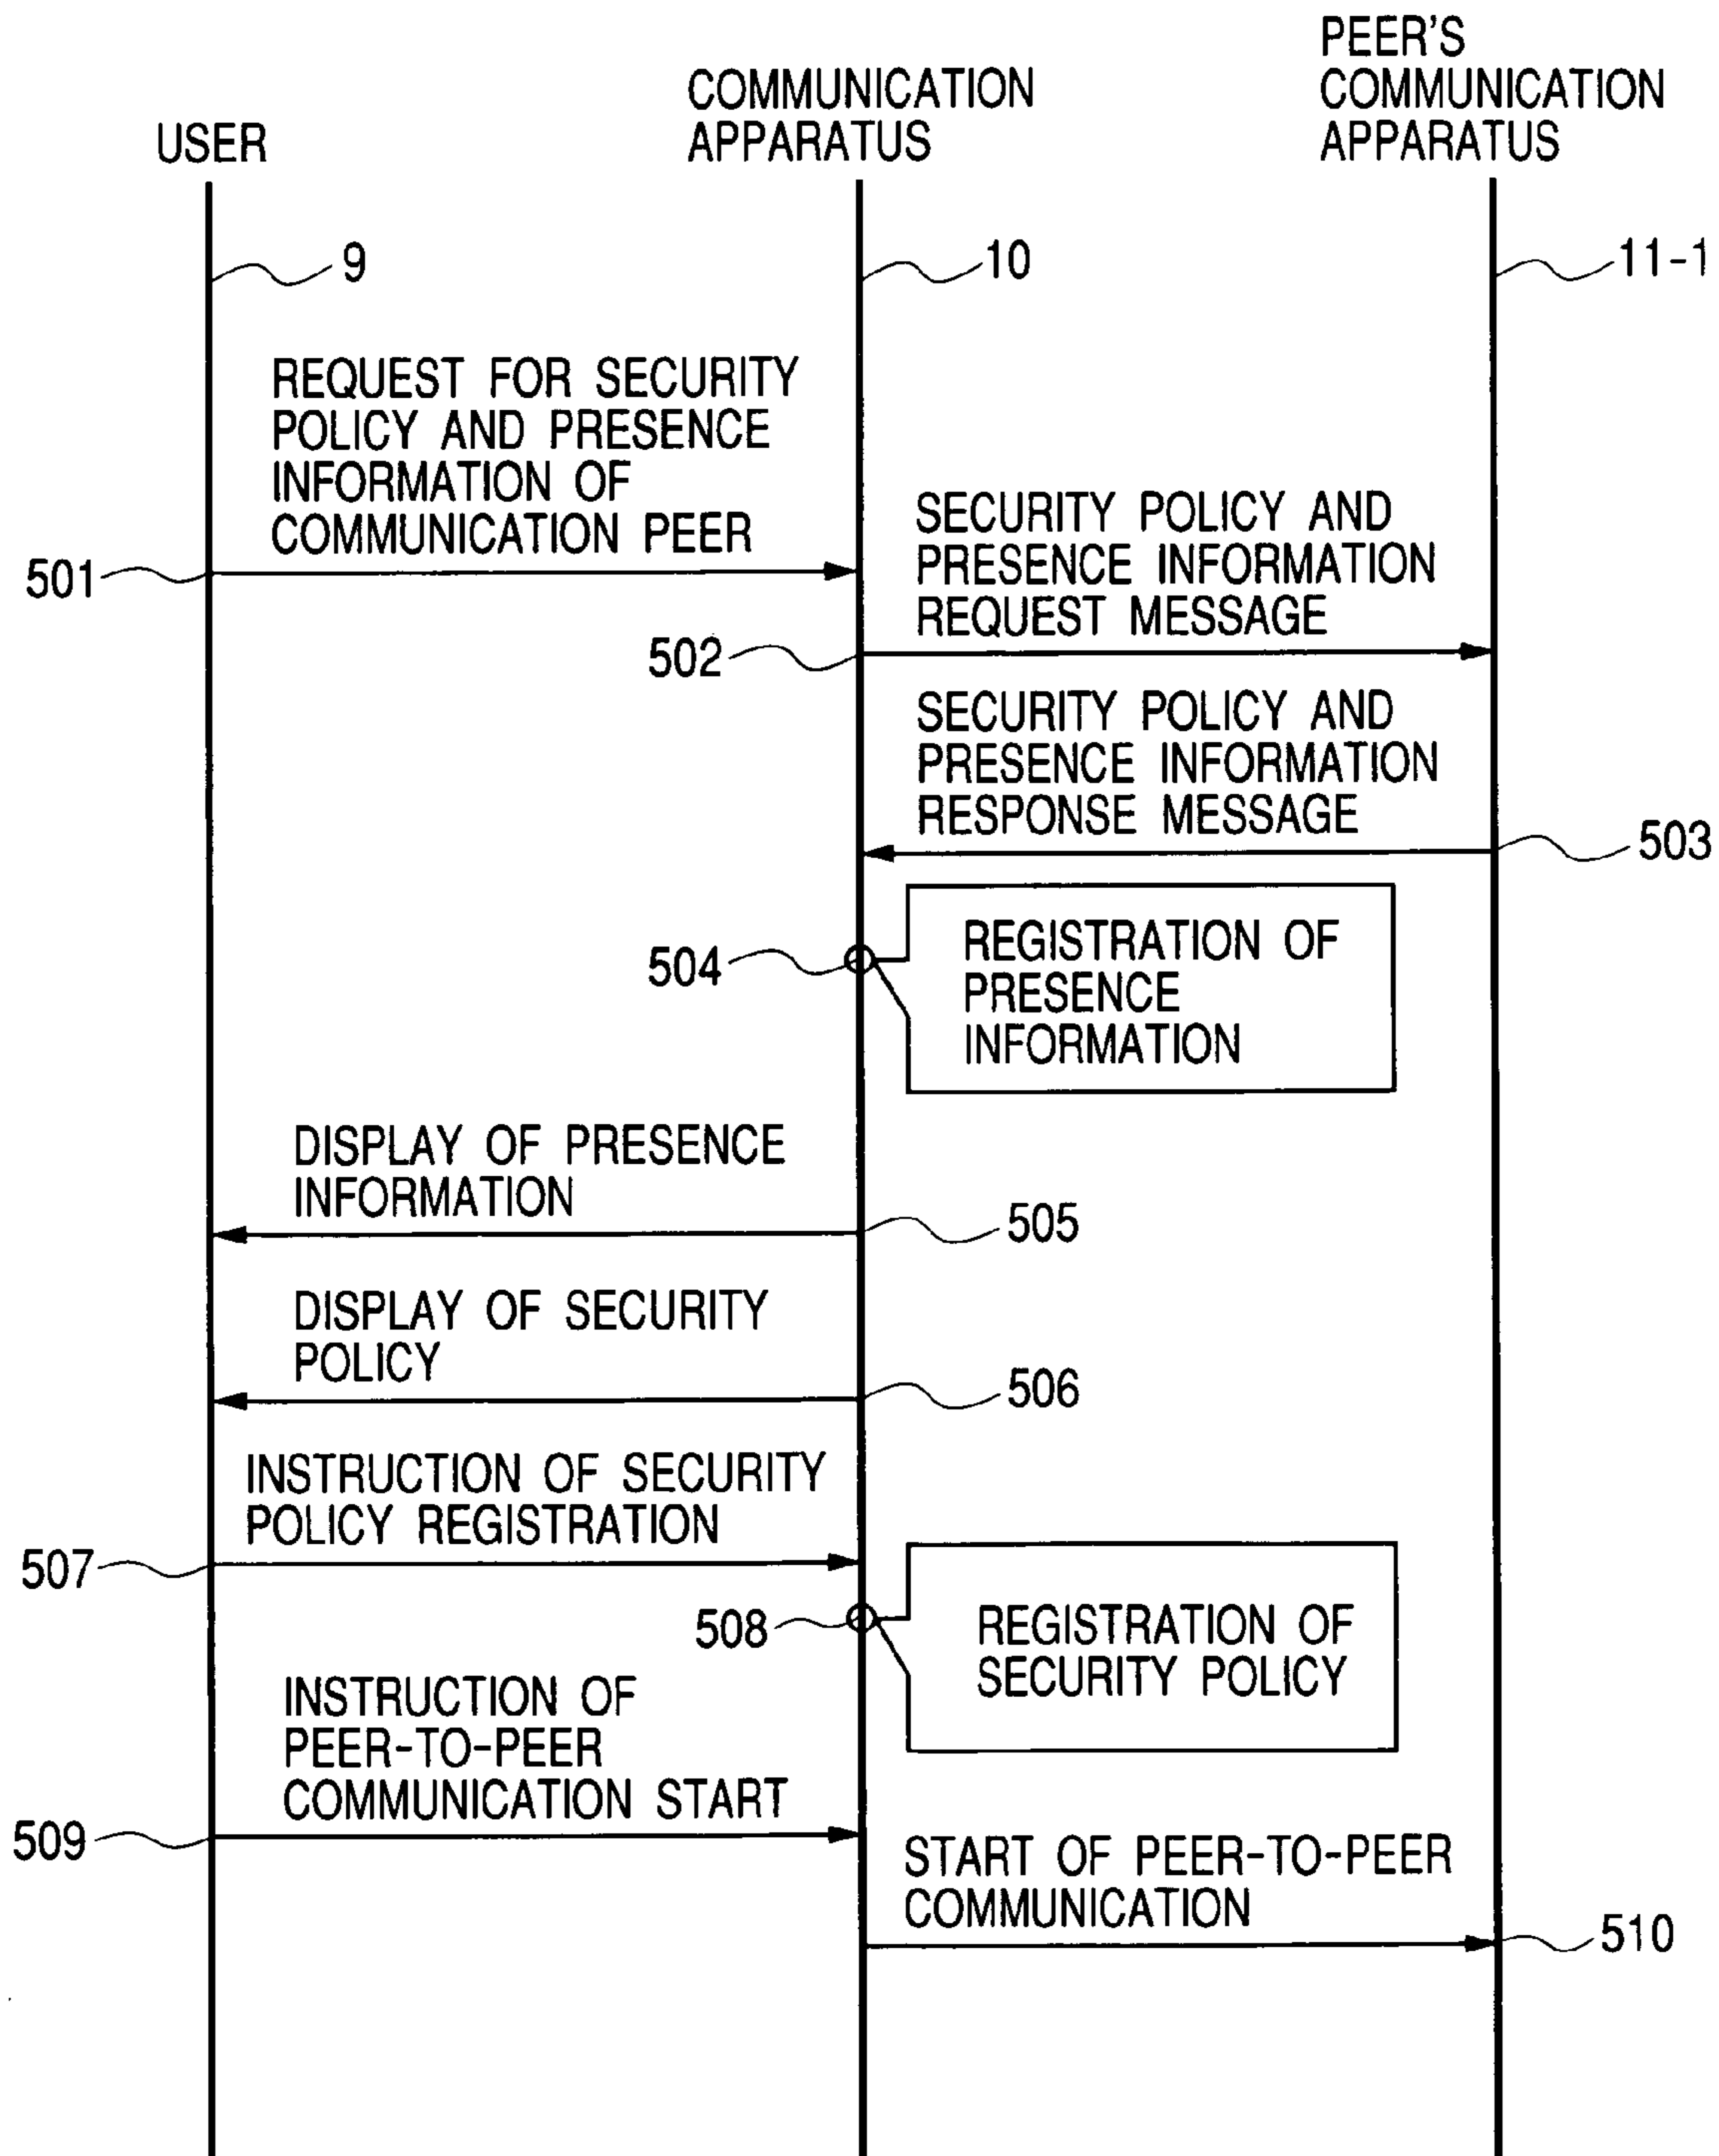 USER
COMMUNICATION
APPARATUS
PEER'S
COMMUNICATION
APPARATUS
9
10
11-1
REQUEST FOR SECURITY
POLICY AND PRESENCE
INFORMATION OF
COMMUNICATION PEER
501
SECURITY POLICY AND
PRESENCE INFORMATION
REQUEST MESSAGE
502
SECURITY POLICY AND
PRESENCE INFORMATION
RESPONSE MESSAGE
503
504
REGISTRATION OF
PRESENCE
INFORMATION
DISPLAY OF PRESENCE
INFORMATION
505
DISPLAY OF SECURITY
POLICY
506
INSTRUCTION OF SECURITY
POLICY REGISTRATION
507
508
REGISTRATION OF
SECURITY POLICY
INSTRUCTION OF
PEER-TO-PEER
COMMUNICATION START
509
START OF PEER-TO-PEER
COMMUNICATION
510